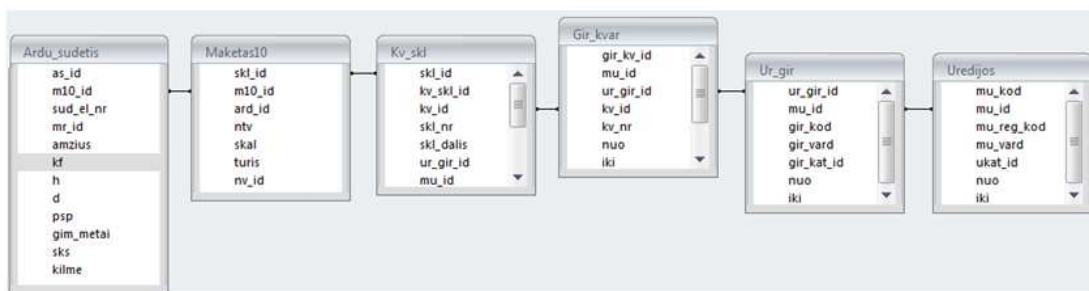 Ardu_sudetis
as_id
m10_id
sud_el_nr
mr_id
amzius
kf
h
d
psp
gim_metai
sks
kilme
Maketas10
skl_id
m10_id
ard_id
ntv
skal
turis
nv_id
Kv_skl
skl_id
kv_skl_id
kv_id
skl_nr
skl_dalis
ur_gir_id
mu_id
Gir_kvar
gir_kv_id
mu_id
ur_gir_id
kv_id
kv_nr
nuo
iki
Ur_gir
ur_gir_id
mu_id
gir_kod
gir_vard
gir_kat_id
nuo
iki
Uredijos
mu_kod
mu_id
mu_reg_kod
mu_vard
ukat_id
nuo
iki